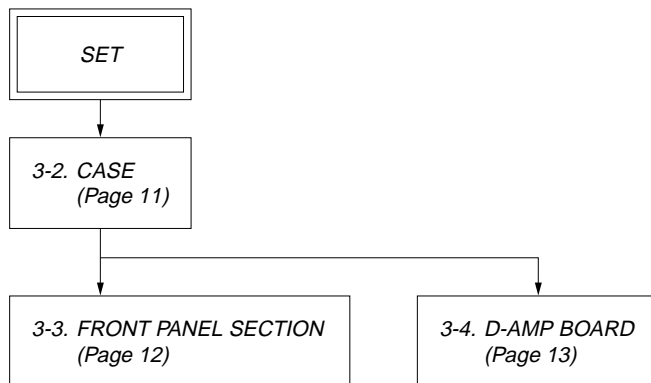 SET
3-2. CASE
(Page 11)
3-3. FRONT PANEL SECTION
(Page 12)
3-4. D-AMP BOARD
(Page 13)